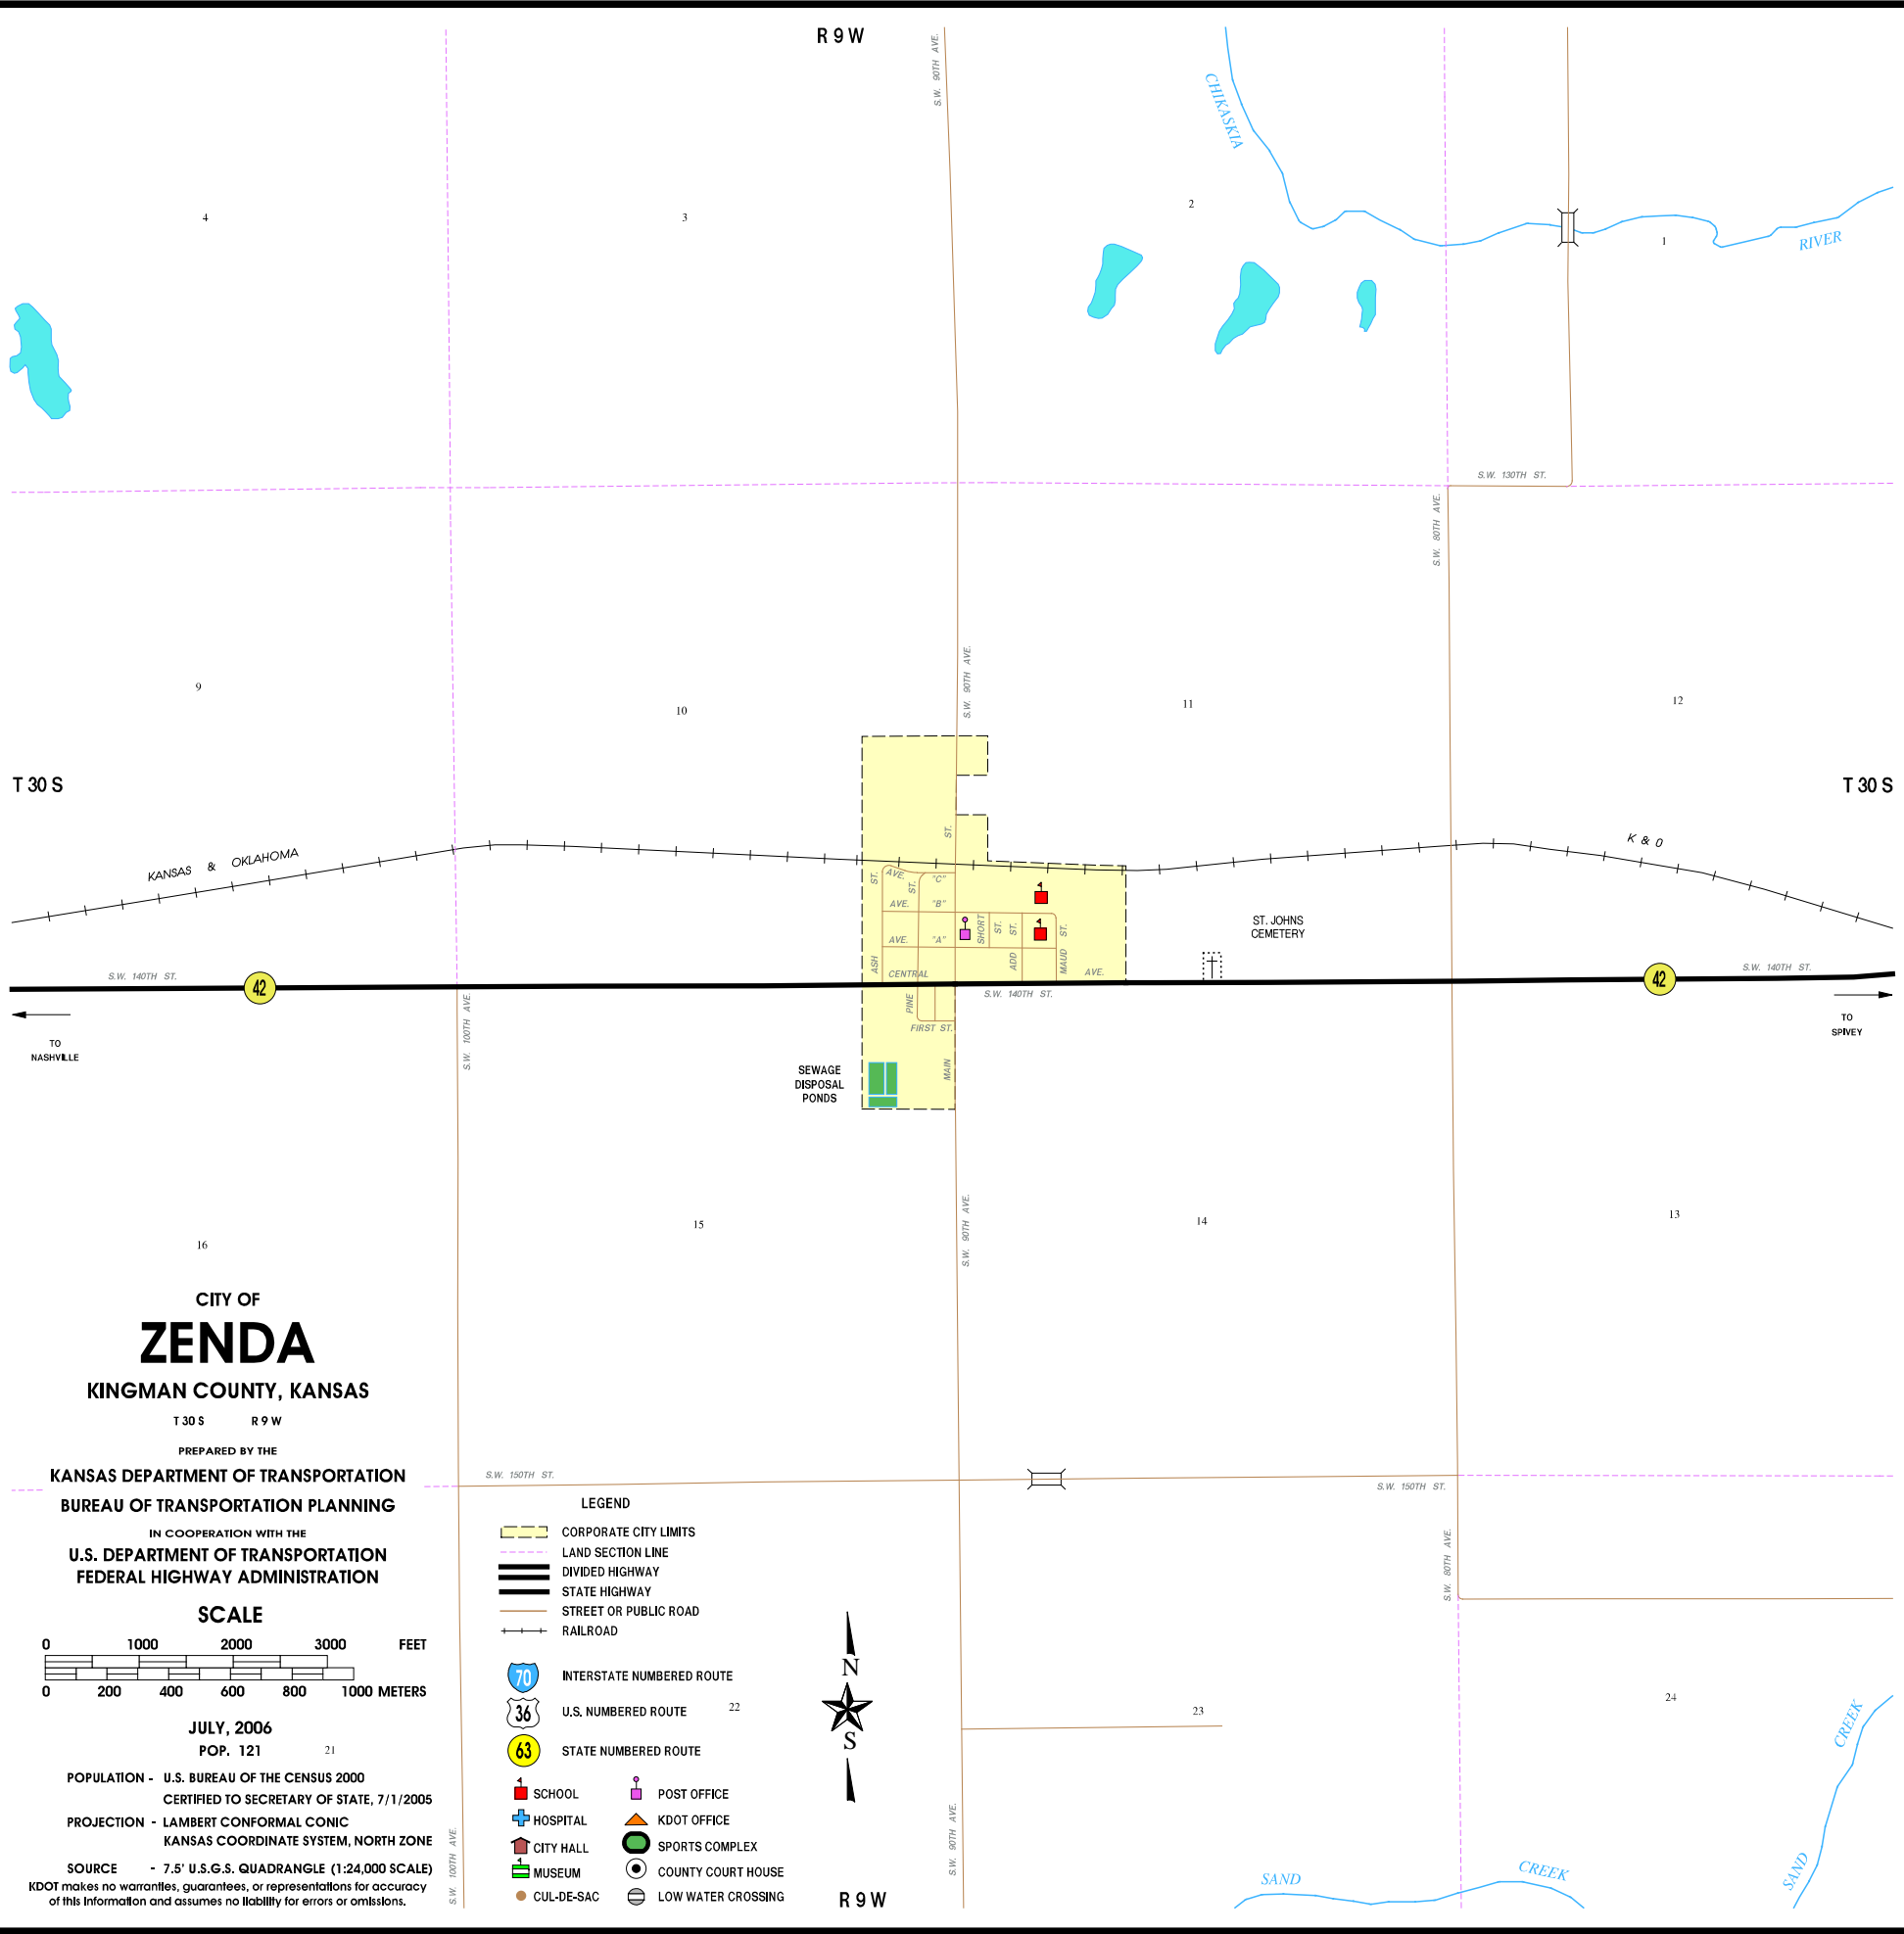 R 9 W
S.W. 90TH AVE.
CHIKASKIA
RIVER
4
3
2
1
S.W. 130TH ST.
S.W. 80TH AVE.
S.W. 90TH AVE.
9
10
11
12
T 30 S
T 30 S
KANSAS & OKLAHOMA
K & O
ST.
ST.
AVE.
ST.
"C"
AVE.
"B"
AVE.
"A"
SHORT
ST.
ST.
ST.
ASH
CENTRAL
ADD
MAUD
AVE.
ST. JOHNS
CEMETERY
S.W. 140TH ST.
42
S.W. 140TH ST.
42
S.W. 140TH ST.
TO
NASHVILLE
TO
SPIVEY
S.W. 100TH AVE.
PINE
FIRST ST.
MAIN
SEWAGE
DISPOSAL
PONDS
16
15
14
13
S.W. 90TH AVE.
CITY OF
ZENDA
KINGMAN COUNTY, KANSAS
T 30 S R 9 W
PREPARED BY THE
KANSAS DEPARTMENT OF TRANSPORTATION
BUREAU OF TRANSPORTATION PLANNING
IN COOPERATION WITH THE
U.S. DEPARTMENT OF TRANSPORTATION
FEDERAL HIGHWAY ADMINISTRATION
SCALE
0 1000 2000 3000 FEET
0 200 400 600 800 1000 METERS
JULY, 2006
POP. 121
21
POPULATION - U.S. BUREAU OF THE CENSUS 2000
CERTIFIED TO SECRETARY OF STATE, 7/1/2005
PROJECTION - LAMBERT CONFORMAL CONIC
KANSAS COORDINATE SYSTEM, NORTH ZONE
SOURCE - 7.5' U.S.G.S. QUADRANGLE (1:24,000 SCALE)
KDOT makes no warranties, guarantees, or representations for accuracy
of this information and assumes no liability for errors or omissions.
S.W. 100TH AVE.
S.W. 150TH ST.
S.W. 150TH ST.
LEGEND
CORPORATE CITY LIMITS
LAND SECTION LINE
DIVIDED HIGHWAY
STATE HIGHWAY
STREET OR PUBLIC ROAD
RAILROAD
70 INTERSTATE NUMBERED ROUTE
36 U.S. NUMBERED ROUTE
63 STATE NUMBERED ROUTE
SCHOOL
HOSPITAL
CITY HALL
MUSEUM
CUL-DE-SAC
POST OFFICE
KDOT OFFICE
SPORTS COMPLEX
COUNTY COURT HOUSE
LOW WATER CROSSING
22
N
S
R 9 W
S.W. 90TH AVE.
S.W. 80TH AVE.
23
24
SAND
CREEK
SAND
CREEK